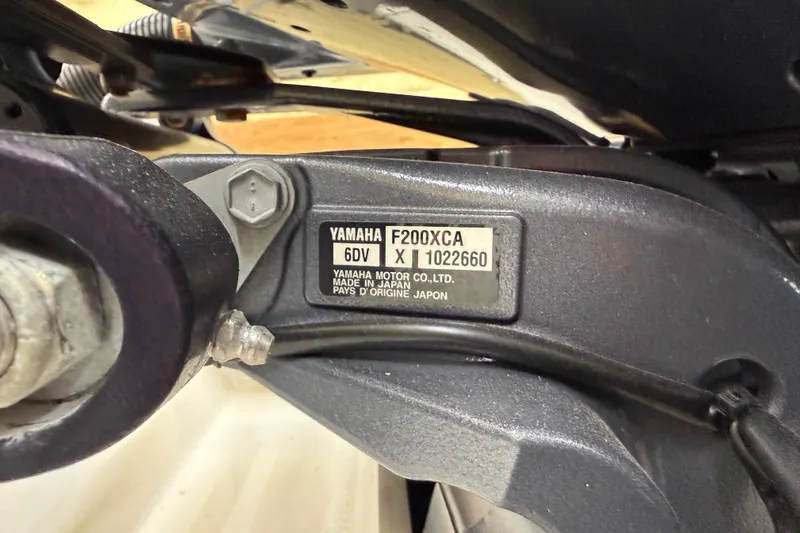 YAMAHA F200XCA
6DV X 1022660
YAMAHA MOTOR CO.,LTD.
MADE IN JAPAN
PAYS D'ORIGINE JAPON